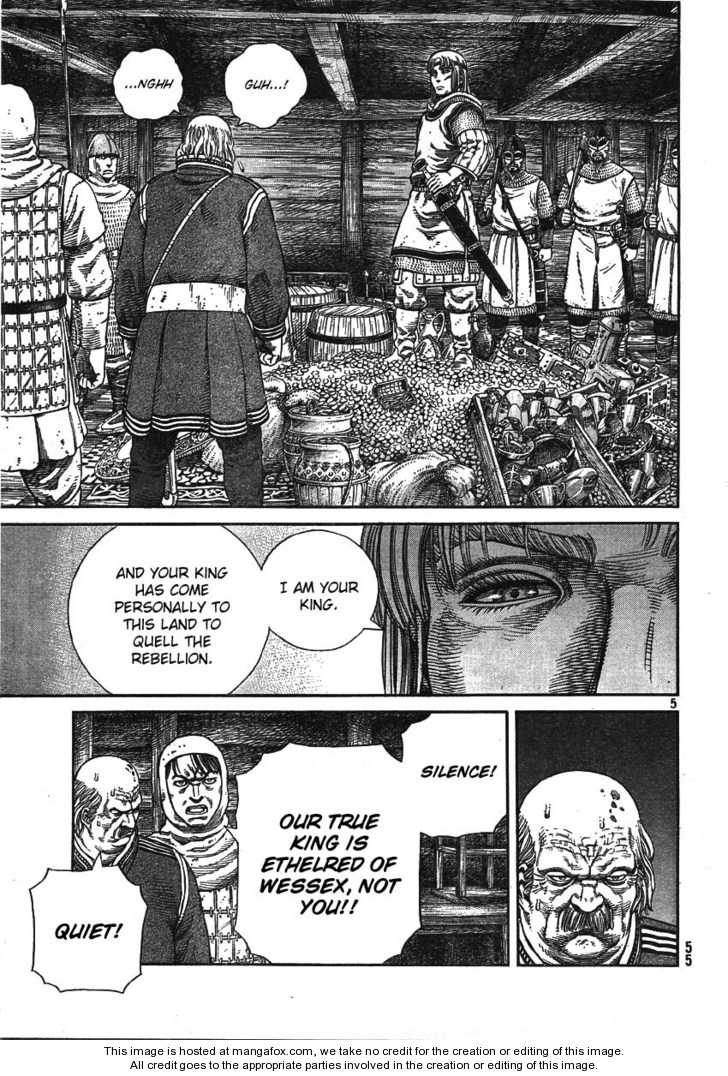 GUH...!
...NGHH
I AM YOUR
KING.
AND YOUR KING
HAS COME
PERSONALLY TO
THIS LAND TO
QUELL THE
REBELLION.
5
SILENCE!
OUR TRUE
KING IS
ETHELRED OF
WESSEX, NOT
YOU!!
QUIET!
55
This image is hosted at mangafox.com, we take no credit for the creation or editing of this image.
All credit goes to the appropriate parties involved in the creation or editing of this image.